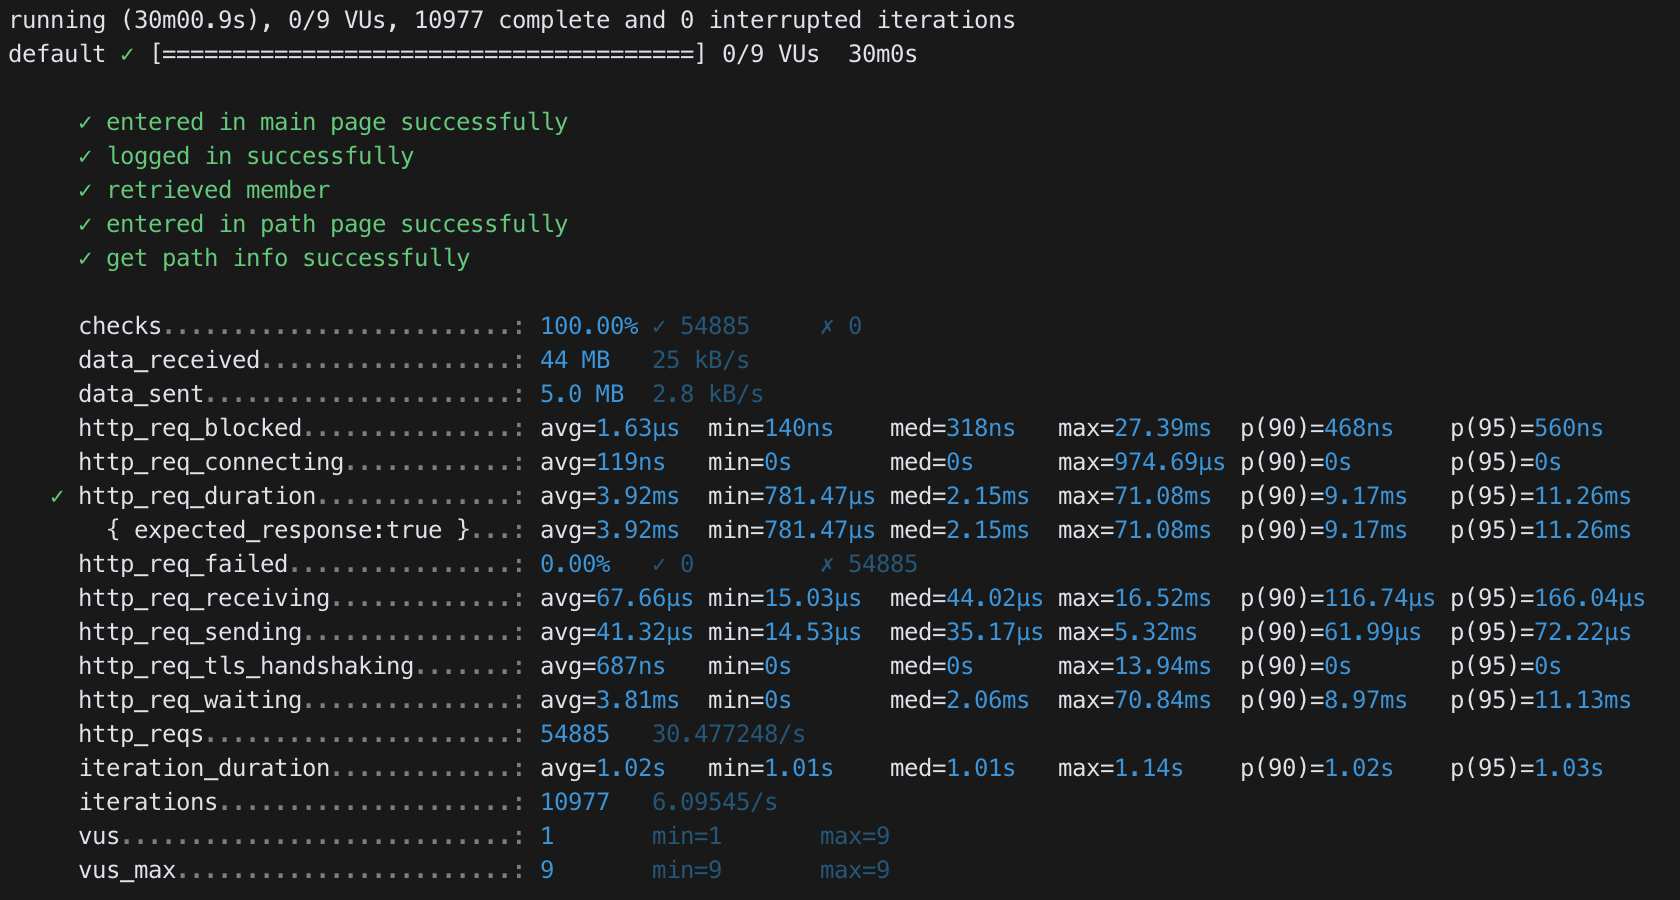 running (30m00.9s), 0/9 VUs, 10977 complete and 0 interrupted iterations
default ✓ [======================================] 0/9 VUs  30m0s
✓ entered in main page successfully
✓ logged in successfully
✓ retrieved member
✓ entered in path page successfully
✓ get path info successfully
checks.........................: 100.00% ✓ 54885     ✗ 0
data_received..................: 44 MB   25 kB/s
data_sent......................: 5.0 MB  2.8 kB/s
http_req_blocked...............: avg=1.63µs  min=140ns    med=318ns   max=27.39ms  p(90)=468ns    p(95)=560ns
http_req_connecting............: avg=119ns   min=0s       med=0s      max=974.69µs p(90)=0s       p(95)=0s
✓ http_req_duration..............: avg=3.92ms  min=781.47µs med=2.15ms  max=71.08ms  p(90)=9.17ms   p(95)=11.26ms
{ expected_response:true }...: avg=3.92ms  min=781.47µs med=2.15ms  max=71.08ms  p(90)=9.17ms   p(95)=11.26ms
http_req_failed................: 0.00%   ✓ 0         ✗ 54885
http_req_receiving.............: avg=67.66µs min=15.03µs  med=44.02µs max=16.52ms  p(90)=116.74µs p(95)=166.04µs
http_req_sending...............: avg=41.32µs min=14.53µs  med=35.17µs max=5.32ms   p(90)=61.99µs  p(95)=72.22µs
http_req_tls_handshaking.......: avg=687ns   min=0s       med=0s      max=13.94ms  p(90)=0s       p(95)=0s
http_req_waiting...............: avg=3.81ms  min=0s       med=2.06ms  max=70.84ms  p(90)=8.97ms   p(95)=11.13ms
http_reqs......................: 54885   30.477248/s
iteration_duration.............: avg=1.02s   min=1.01s    med=1.01s   max=1.14s    p(90)=1.02s    p(95)=1.03s
iterations.....................: 10977   6.09545/s
vus............................: 1       min=1       max=9
vus_max........................: 9       min=9       max=9